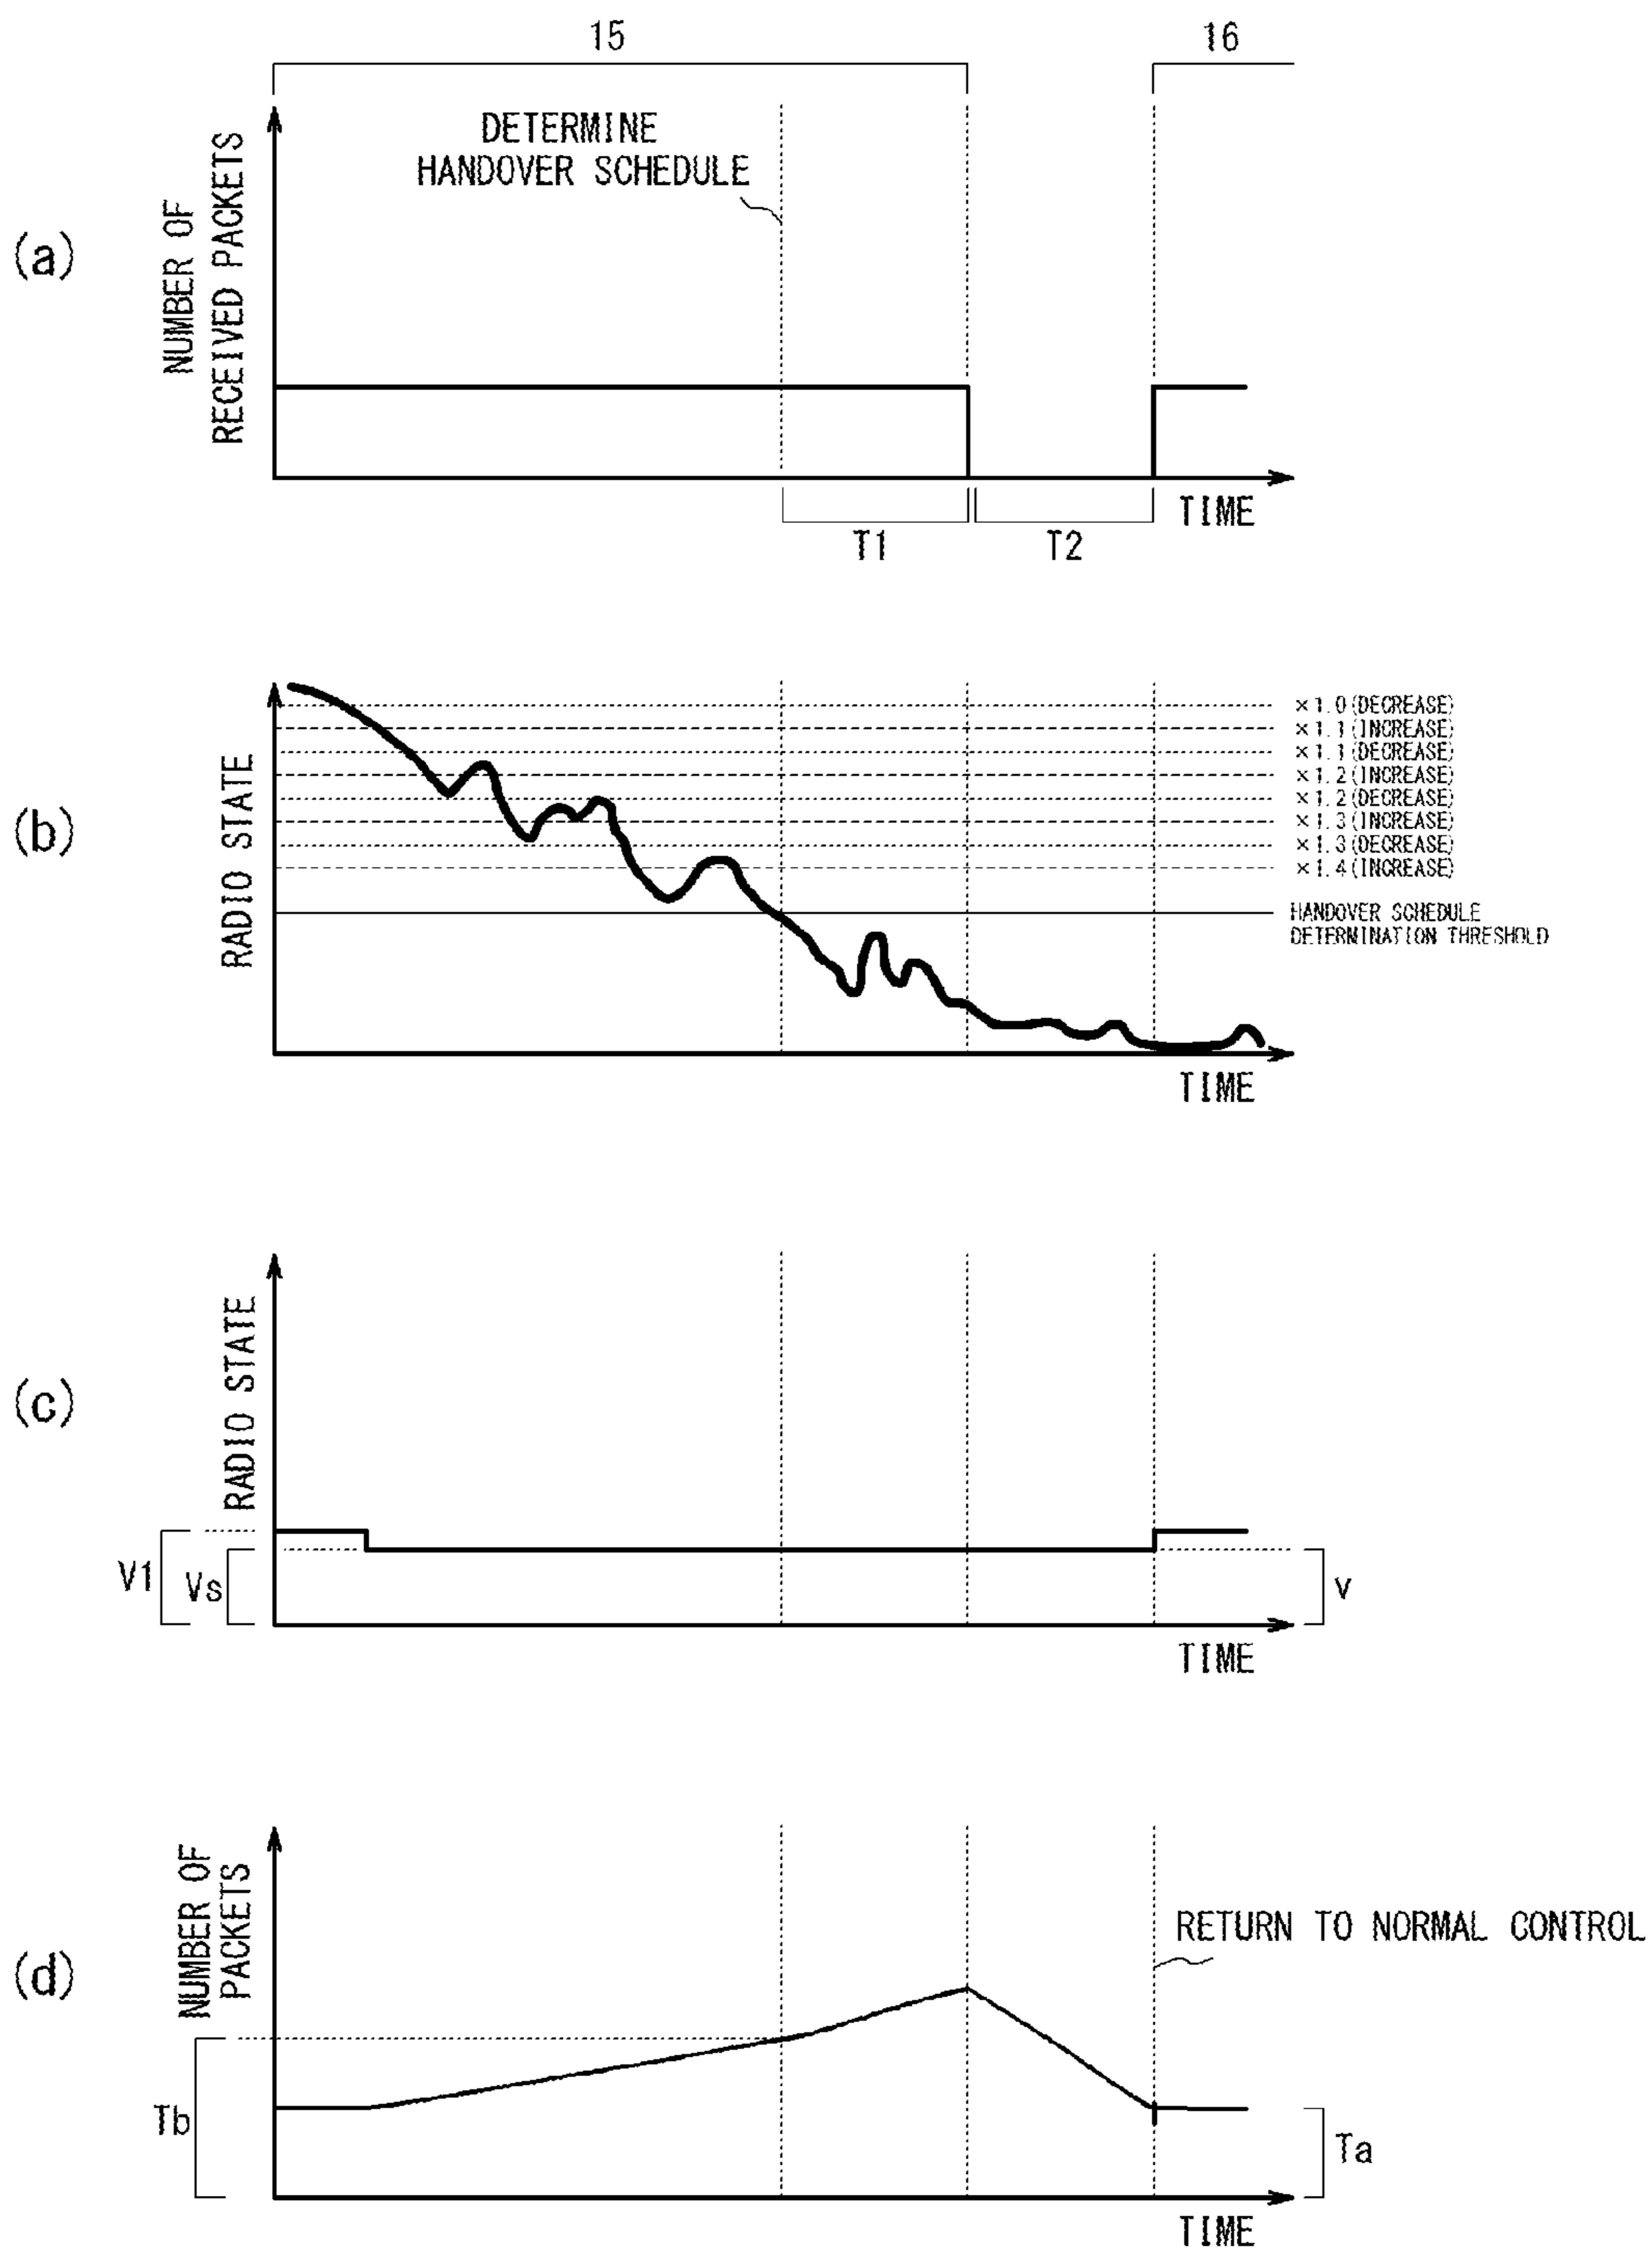 15
16
(a)
NUMBER OF
RECEIVED PACKETS
DETERMINE
HANDOVER SCHEDULE
TIME
T1
T2
(b)
RADIO STATE
×1.0(DECREASE)
×1.1(INCREASE)
×1.1(DECREASE)
×1.2(INCREASE)
×1.2(DECREASE)
×1.3(INCREASE)
×1.3(DECREASE)
×1.4(INCREASE)
HANDOVER SCHEDULE
DETERMINATION THRESHOLD
TIME
(c)
RADIO STATE
V1
Vs
v
TIME
(d)
NUMBER OF
PACKETS
RETURN TO NORMAL CONTROL
Tb
Ta
TIME